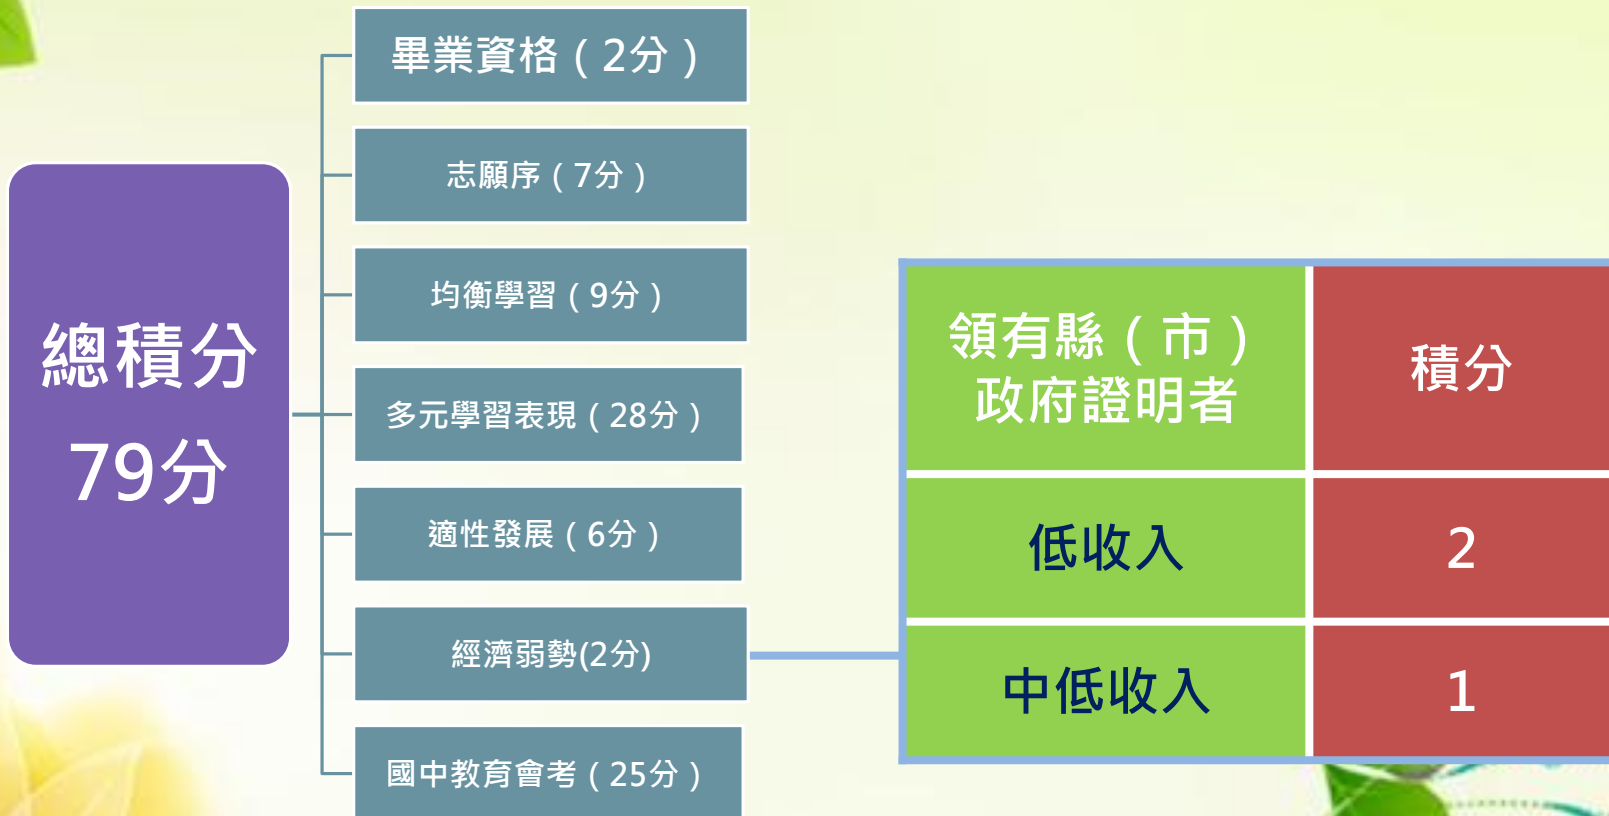 總積分
79分
畢業資格（2分）
志願序（7分）
均衡學習（9分）
多元學習表現（28分）
適性發展（6分）
經濟弱勢(2分)
國中教育會考（25分）
領有縣（市）
政府證明者
積分
低收入
2
中低收入
1